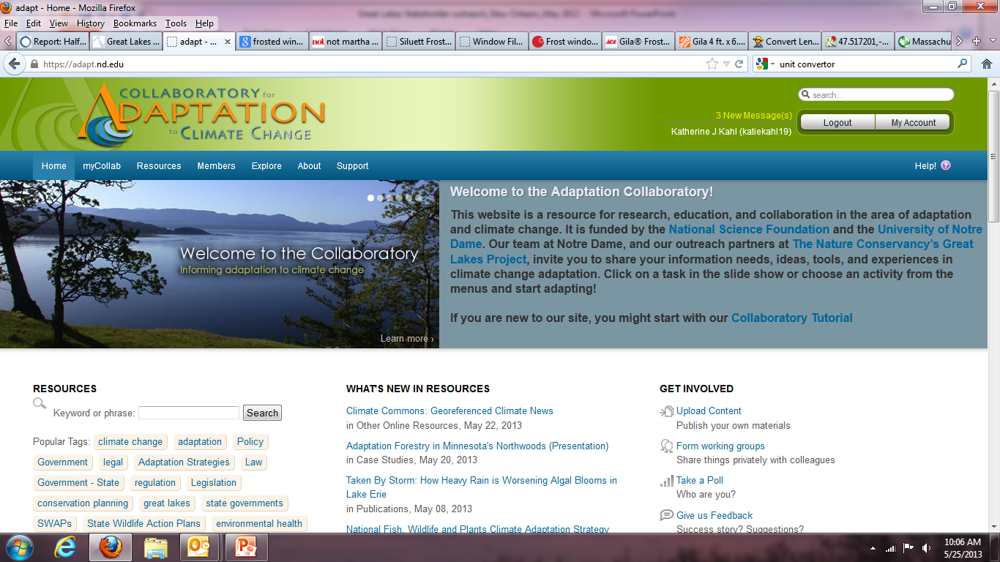 adapt - Home - Mozilla Firefox
Great Lakes Stakeholder outreach_New Orleans_May 2013 - Microsoft PowerPoint
File Edit View History Bookmarks Tools Help
Report: Half... Great Lakes ... adapt - ... frosted win... not martha ... Siluett Frost... Window Fil... Frost windo... Gila® Frost... Gila 4 ft. x 6.... Convert Len... 47.517201,-... Massachu
https://adapt.nd.edu unit convertor
COLLABORATORY for
ADAPTATION
to CLIMATE CHANGE
search...
3 New Message(s)
Katherine J Kahl (katiekahl19)
Logout My Account
Home myCollab Resources Members Explore About Support Help!
Welcome to the Collaboratory
Informing adaptation to climate change
Learn more ›
Welcome to the Adaptation Collaboratory!
This website is a resource for research, education, and collaboration in the area of adaptation
and climate change. It is funded by the National Science Foundation and the University of Notre
Dame. Our team at Notre Dame, and our outreach partners at The Nature Conservancy's Great
Lakes Project, invite you to share your information needs, ideas, tools, and experiences in
climate change adaptation. Click on a task in the slide show or choose an activity from the
menus and start adapting!
If you are new to our site, you might start with our Collaboratory Tutorial
RESOURCES
Keyword or phrase: Search
Popular Tags: climate change adaptation Policy
Government legal Adaptation Strategies Law
Government - State regulation Legislation
conservation planning great lakes state governments
SWAPs State Wildlife Action Plans environmental health
WHAT'S NEW IN RESOURCES
Climate Commons: Georeferenced Climate News
in Other Online Resources, May 22, 2013
Adaptation Forestry in Minnesota's Northwoods (Presentation)
in Case Studies, May 20, 2013
Taken By Storm: How Heavy Rain is Worsening Algal Blooms in
Lake Erie
in Publications, May 08, 2013
National Fish, Wildlife and Plants Climate Adaptation Strategy
GET INVOLVED
Upload Content
Publish your own materials
Form working groups
Share things privately with colleagues
Take a Poll
Who are you?
Give us Feedback
Success story? Suggestions?
10:06 AM
5/25/2013